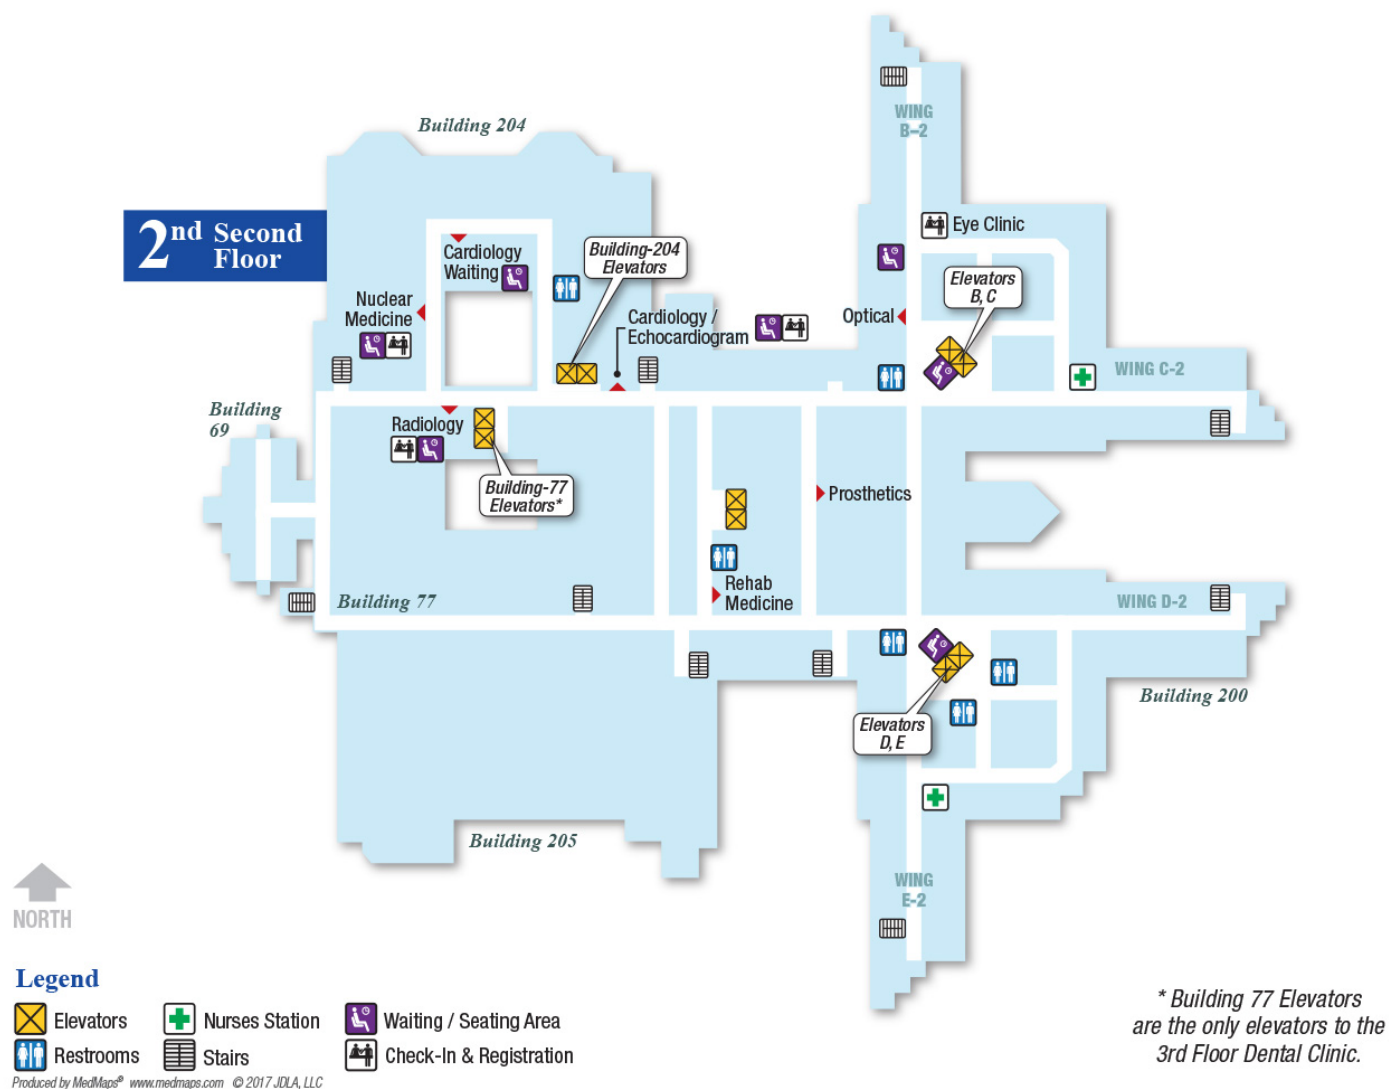 Building 204
2nd Second
Floor
WING
B-2
Cardiology
Waiting
Building-204
Elevators
Nuclear
Medicine
Cardiology /
Echocardiogram
Eye Clinic
Elevators
B, C
Optical
WING C-2
Building
69
Radiology
Building-77
Elevators*
Prosthetics
Rehab
Medicine
Building 77
WING D-2
Building 200
Elevators
D, E
Building 205
WING
E-2
NORTH
Legend
Elevators
Nurses Station
Waiting / Seating Area
Restrooms
Stairs
Check-In & Registration
Produced by MedMaps® www.medmaps.com © 2017 JDLA, LLC
* Building 77 Elevators
are the only elevators to the
3rd Floor Dental Clinic.